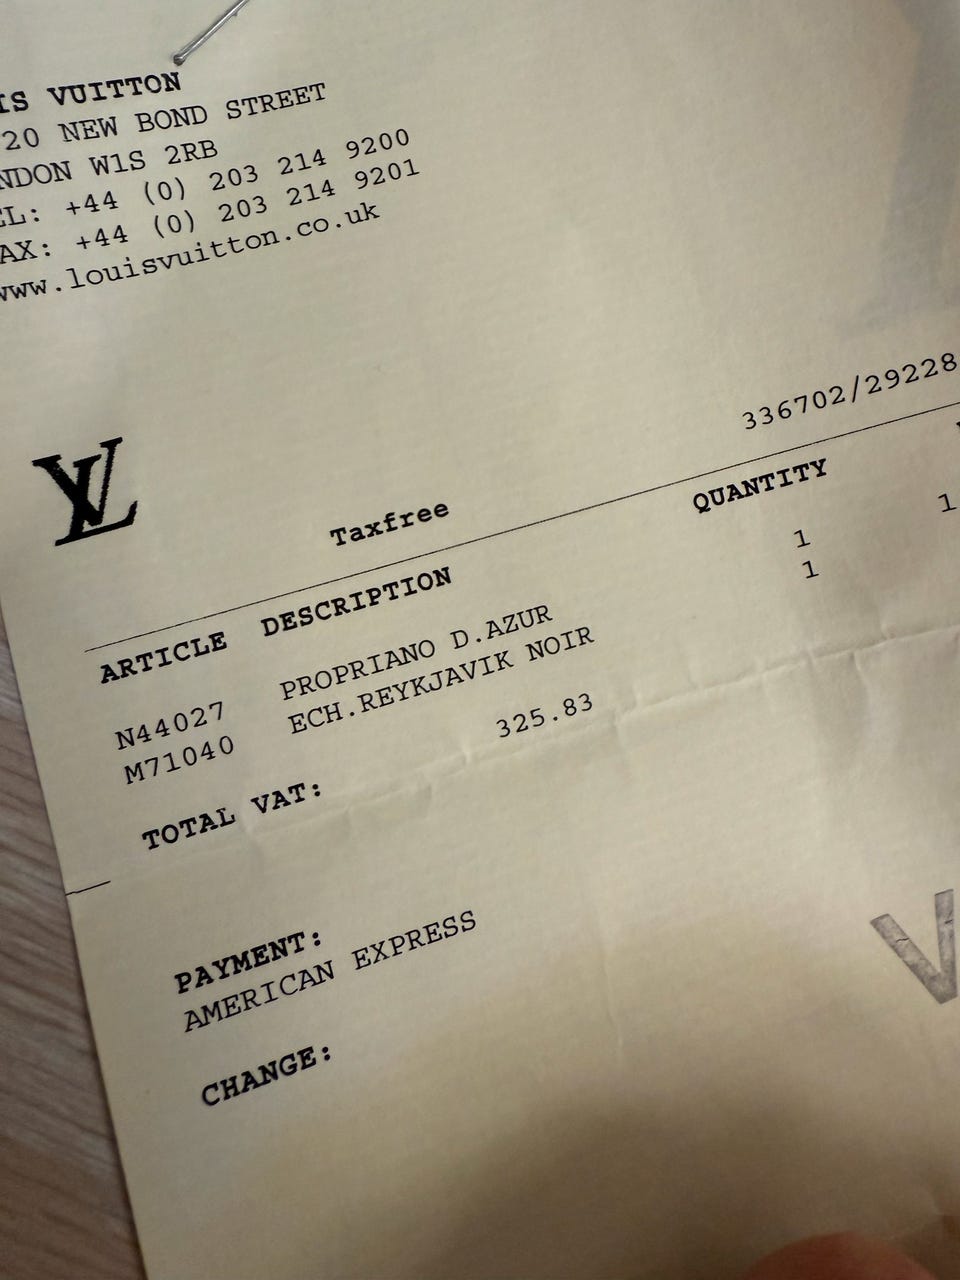 IS VUITTON
20 NEW BOND STREET
NDON W1S 2RB
EL: +44 (0) 203 214 9200
AX: +44 (0) 203 214 9201
www.louisvuitton.co.uk
LV
Taxfree
336702/29228
ARTICLE DESCRIPTION QUANTITY
N44027 PROPRIANO D.AZUR 1 1
M71040 ECH.REYKJAVIK NOIR 1
TOTAL VAT: 325.83
PAYMENT:
AMERICAN EXPRESS
V
CHANGE: